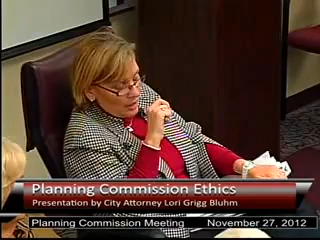 Planning Commission Ethics
Presentation by City Attorney Lori Grigg Bluhm
Planning Commission Meeting
November 27, 2012